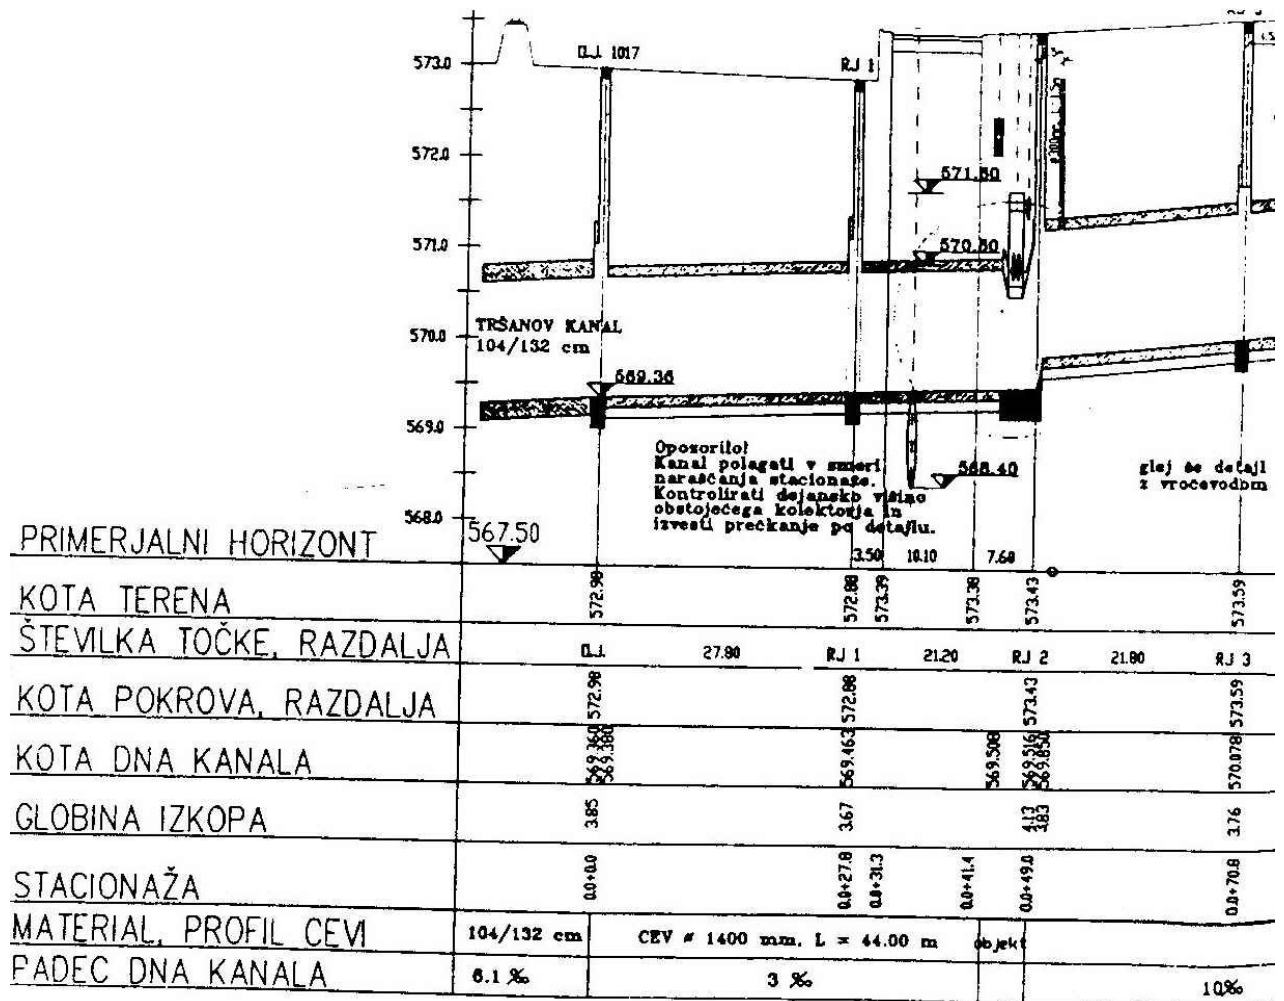 573.0
O.J. 1017
RJ 1
572.0
571.60
571.0
570.60
TRŠANOV KANAL
104/132 cm
570.0
569.36
569.0
Opozorilo!
Kanal polagati v smeri
naraščanja stacionaže.
Kontrolirati dejansko višino
obstoječega kolektorja in
izvesti prečkanje po detajlu.
568.40
glej še detajl
z vročevodom
568.0
PRIMERJALNI HORIZONT 567.50
3.50 10.10 7.60
KOTA TERENA 572.98 572.88 573.39 573.38 573.43 573.59
ŠTEVILKA TOČKE, RAZDALJA O.J. 27.80 RJ 1 21.20 RJ 2 21.80 RJ 3
KOTA POKROVA, RAZDALJA 572.98 572.88 573.43 573.59
KOTA DNA KANALA 569.360 569.380 569.463 569.508 569.516 569.850 570.078
GLOBINA IZKOPA 3.85 3.67 4.13 3.83 3.76
STACIONAŽA 0.0+0.0 0.0+27.8 0.0+31.3 0.0+41.4 0.0+49.0 0.0+70.8
MATERIAL, PROFIL CEVI 104/132 cm CEV ø 1400 mm, L = 44.00 m objekt
PADEC DNA KANALA 6.1 ‰ 3 ‰ 10‰